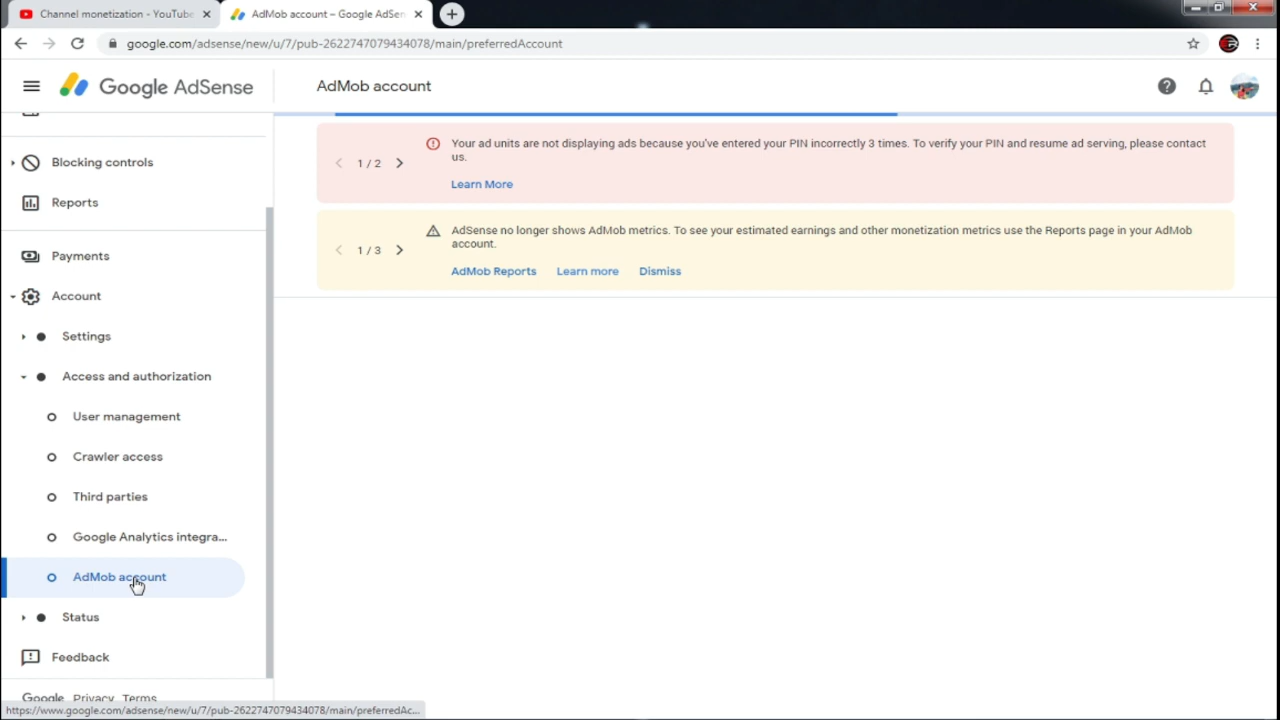 Channel monetization - YouTube
AdMob account – Google AdSen
google.com/adsense/new/u/7/pub-2622747079434078/main/preferredAccount
Google AdSense
AdMob account
Blocking controls
Reports
Payments
Account
Settings
Access and authorization
User management
Crawler access
Third parties
Google Analytics integra...
AdMob account
Status
Feedback
Google Privacy Terms
https://www.google.com/adsense/new/u/7/pub-2622747079434078/main/preferredAc...
1 / 2
Your ad units are not displaying ads because you've entered your PIN incorrectly 3 times. To verify your PIN and resume ad serving, please contact
us.
Learn More
1 / 3
AdSense no longer shows AdMob metrics. To see your estimated earnings and other monetization metrics use the Reports page in your AdMob
account.
AdMob Reports Learn more Dismiss